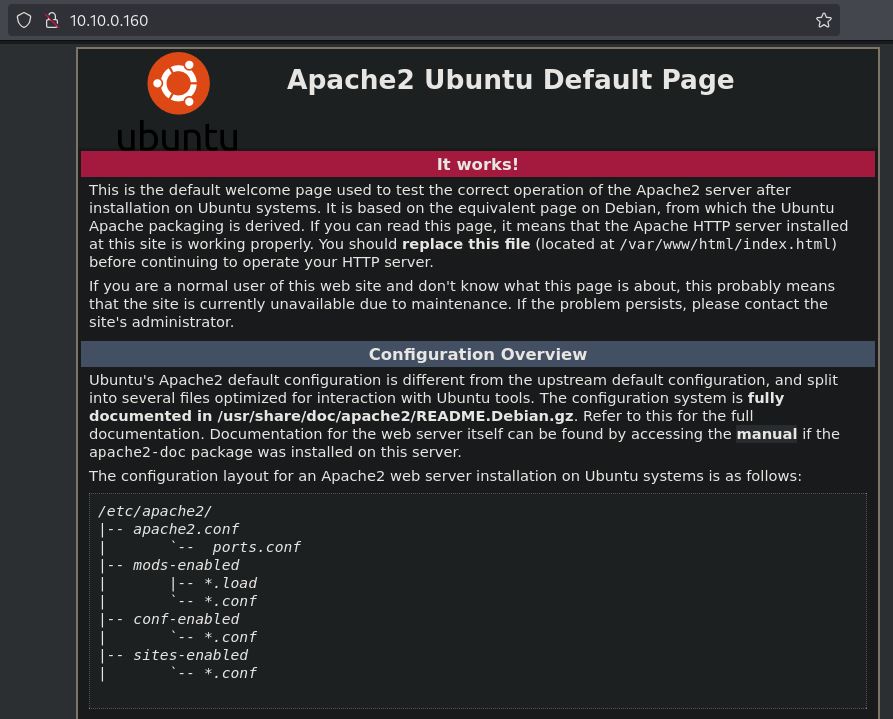 10.10.0.160
Apache2 Ubuntu Default Page
ubuntu
It works!
This is the default welcome page used to test the correct operation of the Apache2 server after
installation on Ubuntu systems. It is based on the equivalent page on Debian, from which the Ubuntu
Apache packaging is derived. If you can read this page, it means that the Apache HTTP server installed
at this site is working properly. You should replace this file (located at /var/www/html/index.html)
before continuing to operate your HTTP server.
If you are a normal user of this web site and don't know what this page is about, this probably means
that the site is currently unavailable due to maintenance. If the problem persists, please contact the
site's administrator.
Configuration Overview
Ubuntu's Apache2 default configuration is different from the upstream default configuration, and split
into several files optimized for interaction with Ubuntu tools. The configuration system is fully
documented in /usr/share/doc/apache2/README.Debian.gz. Refer to this for the full
documentation. Documentation for the web server itself can be found by accessing the manual if the
apache2-doc package was installed on this server.
The configuration layout for an Apache2 web server installation on Ubuntu systems is as follows:
/etc/apache2/
|-- apache2.conf
|       `--  ports.conf
|-- mods-enabled
|       |-- *.load
|       `-- *.conf
|-- conf-enabled
|       `-- *.conf
|-- sites-enabled
|       `-- *.conf